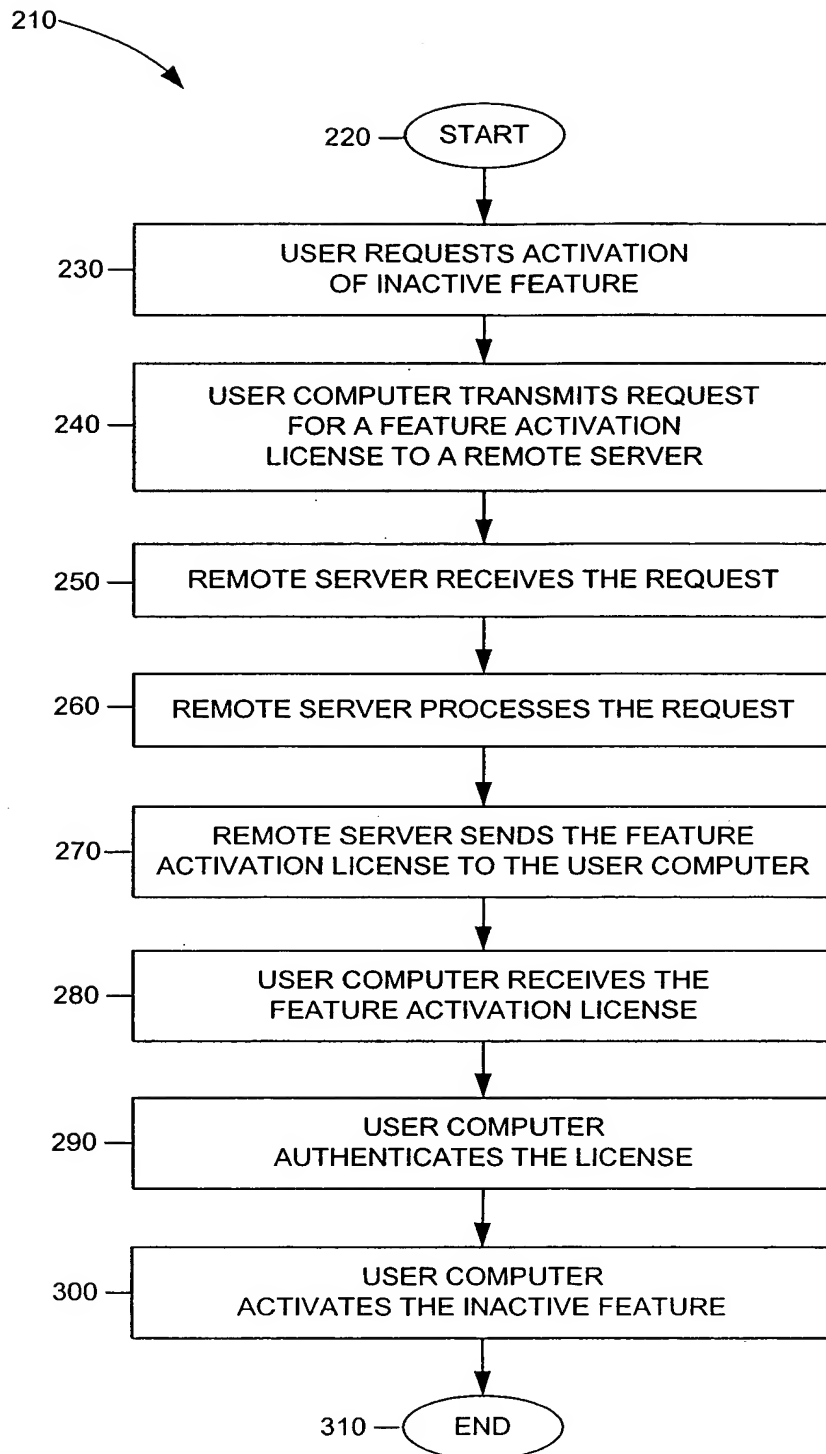 210
220
START
230
USER REQUESTS ACTIVATION
OF INACTIVE FEATURE
240
USER COMPUTER TRANSMITS REQUEST
FOR A FEATURE ACTIVATION
LICENSE TO A REMOTE SERVER
250
REMOTE SERVER RECEIVES THE REQUEST
260
REMOTE SERVER PROCESSES THE REQUEST
270
REMOTE SERVER SENDS THE FEATURE
ACTIVATION LICENSE TO THE USER COMPUTER
280
USER COMPUTER RECEIVES THE
FEATURE ACTIVATION LICENSE
290
USER COMPUTER
AUTHENTICATES THE LICENSE
300
USER COMPUTER
ACTIVATES THE INACTIVE FEATURE
310
END